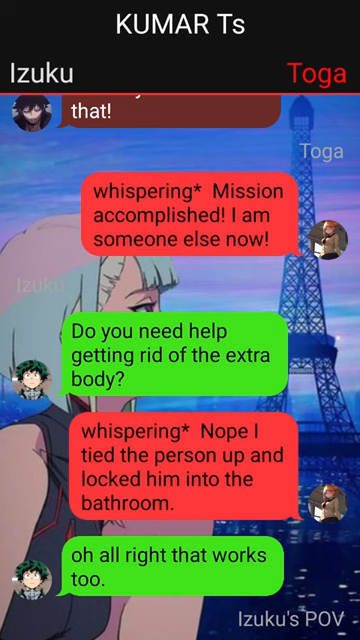 KUMAR Ts
Izuku
Toga
that!
Toga
whispering*  Mission
accomplished! I am
someone else now!
Izuku
Do you need help
getting rid of the extra
body?
whispering*  Nope I
tied the person up and
locked him into the
bathroom.
oh all right that works
too.
Izuku's POV